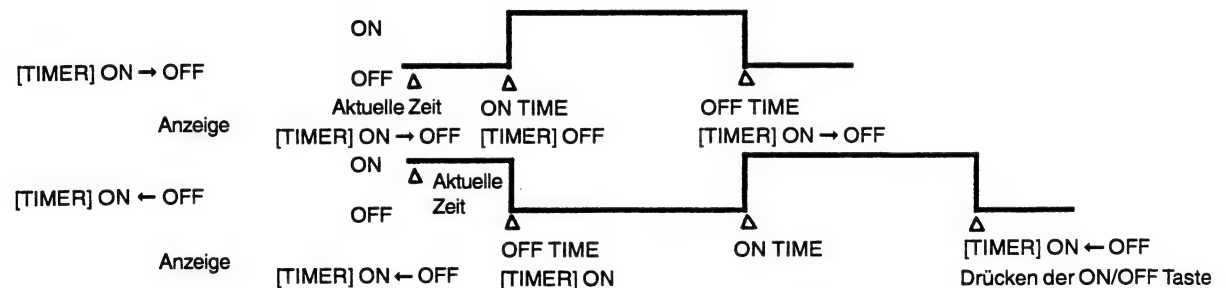 ON
[TIMER] ON → OFF
OFF
Aktuelle Zeit ON TIME OFF TIME
Anzeige [TIMER] ON → OFF [TIMER] OFF [TIMER] ON → OFF
ON
Aktuelle
Zeit
[TIMER] ON ← OFF
OFF
OFF TIME ON TIME [TIMER] ON ← OFF
Anzeige [TIMER] ON ← OFF [TIMER] ON Drücken der ON/OFF Taste